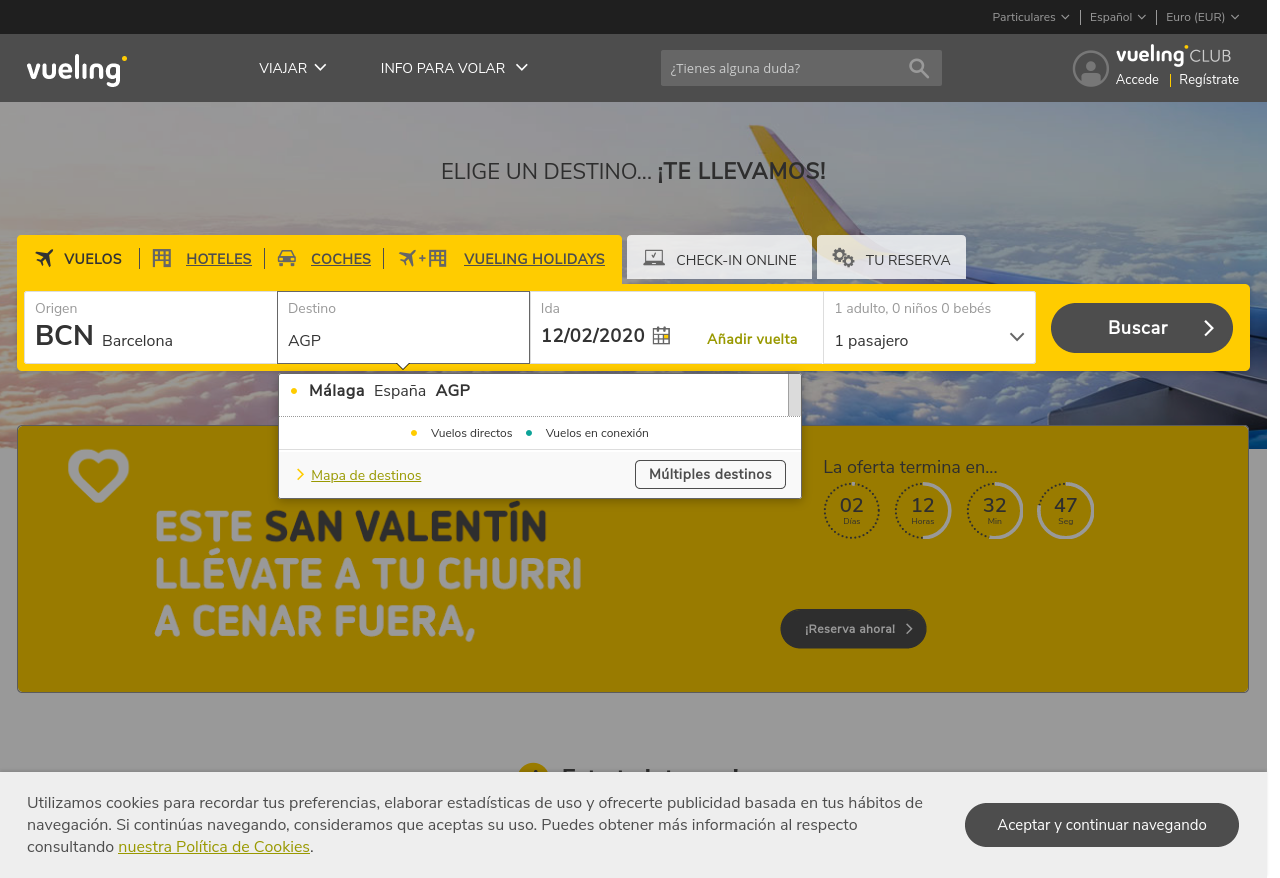 Particulares
Español
Euro (EUR)
vueling
VIAJAR
INFO PARA VOLAR
¿Tienes alguna duda?
vueling CLUB
Accede
Regístrate
ELIGE UN DESTINO... ¡TE LLEVAMOS!
VUELOS
HOTELES
COCHES
+
VUELING HOLIDAYS
CHECK-IN ONLINE
TU RESERVA
Origen
BCN Barcelona
Destino
AGP
Ida
12/02/2020
Añadir vuelta
1 adulto, 0 niños 0 bebés
1 pasajero
Buscar
Málaga España AGP
Vuelos directos
Vuelos en conexión
Mapa de destinos
Múltiples destinos
ESTE SAN VALENTÍN
LLÉVATE A TU CHURRI
A CENAR FUERA,
La oferta termina en...
02 12 32 47
Días Horas Min Seg
¡Reserva ahora!
Utilizamos cookies para recordar tus preferencias, elaborar estadísticas de uso y ofrecerte publicidad basada en tus hábitos de
navegación. Si continúas navegando, consideramos que aceptas su uso. Puedes obtener más información al respecto
consultando nuestra Política de Cookies.
Aceptar y continuar navegando